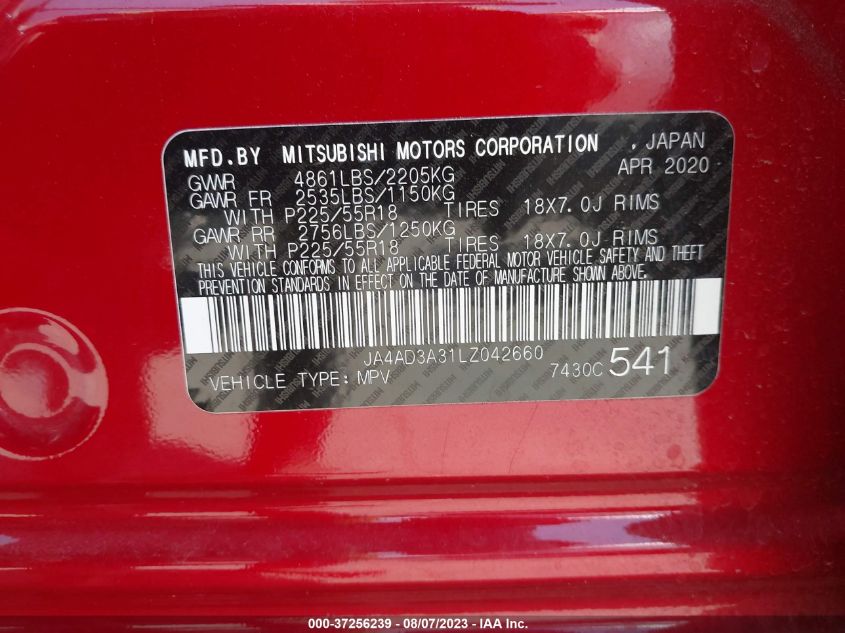 MFD.BY MITSUBISHI MOTORS CORPORATION , JAPAN
GVWR 4861LBS/2205KG APR 2020
GAWR FR 2535LBS/1150KG
WITH P225/55R18 TIRES 18X7.0J RIMS
GAWR RR 2756LBS/1250KG
WITH P225/55R18 TIRES 18X7.0J RIMS
THIS VEHICLE CONFORMS TO ALL APPLICABLE FEDERAL MOTOR VEHICLE SAFETY AND THEFT
PREVENTION STANDARDS IN EFFECT ON THE DATE OF MANUFACTURE SHOWN ABOVE.
JA4AD3A31LZ042660
VEHICLE TYPE: MPV 7430C 541
000-37256239 - 08/07/2023 - IAA Inc.